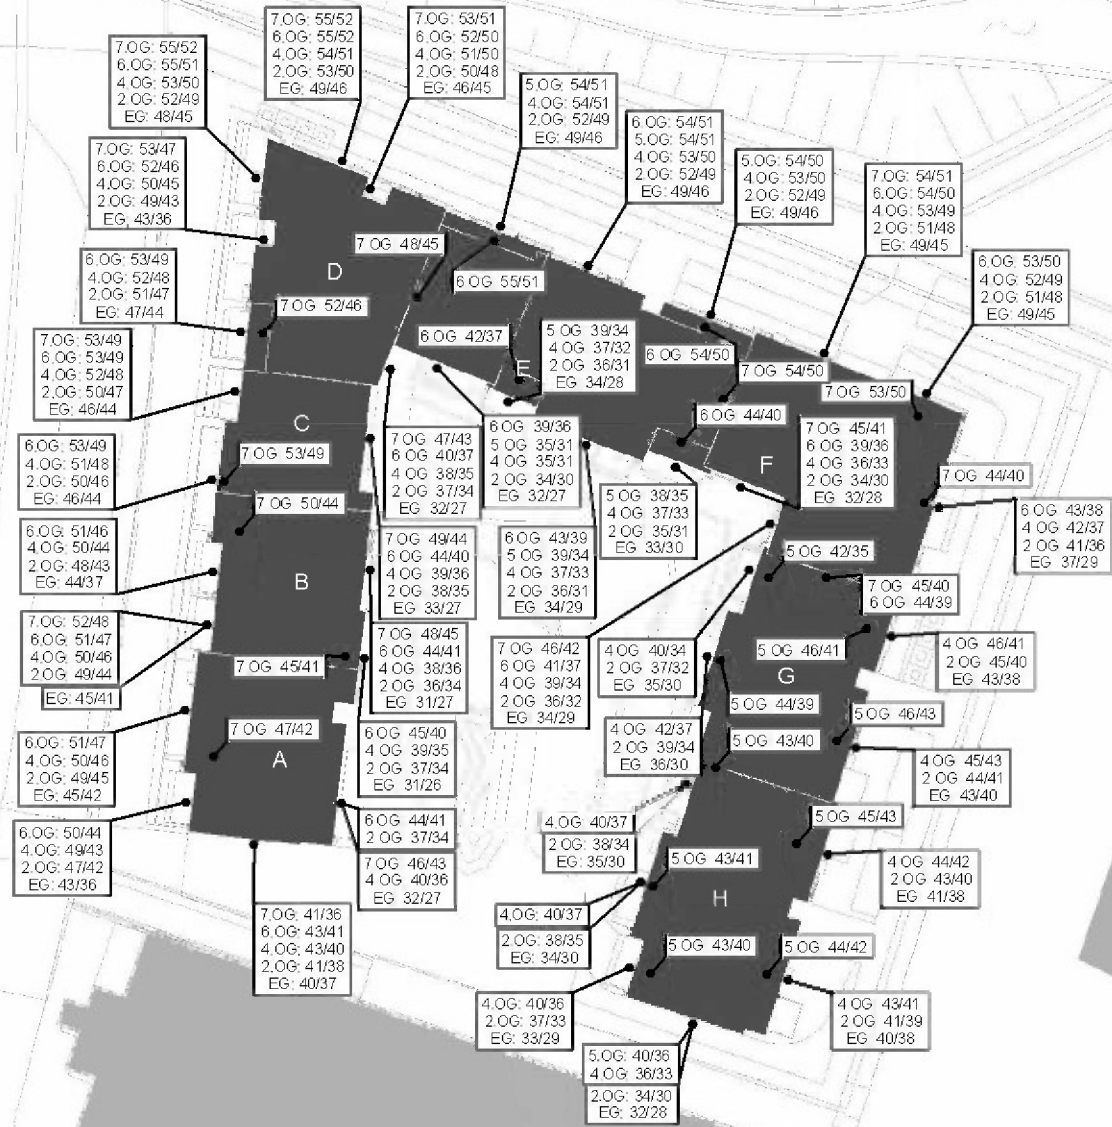 7.OG: 55/52
6.OG: 55/52
4.OG: 54/51
2.OG: 53/50
EG: 49/46
7.OG: 53/51
6.OG: 52/50
4.OG: 51/50
2.OG: 50/48
EG: 46/45
7.OG: 55/52
6.OG: 55/51
4.OG: 53/50
2.OG: 52/49
EG: 48/45
5.OG: 54/51
4.OG: 54/51
2.OG: 52/49
EG: 49/46
6.OG: 54/51
5.OG: 54/51
4.OG: 53/50
2.OG: 52/49
EG: 49/46
5.OG: 54/50
4.OG: 53/50
2.OG: 52/49
EG: 49/46
7.OG: 54/51
6.OG: 54/50
4.OG: 53/49
2.OG: 51/48
EG: 49/45
7.OG: 53/47
6.OG: 52/46
4.OG: 50/45
2.OG: 49/43
EG: 43/36
6.OG: 53/50
4.OG: 52/49
2.OG: 51/48
EG: 49/45
6.OG: 53/49
4.OG: 52/48
2.OG: 51/47
EG: 47/44
7 OG 48/45
D
6 OG 55/51
7 OG 52/46
6 OG 42/37
5 OG 39/34
4 OG 37/32
2 OG 36/31
EG 34/28
E
6 OG 54/50
7 OG 54/50
7 OG 53/50
7.OG: 53/49
6.OG: 53/49
4.OG: 52/48
2.OG: 50/47
EG: 46/44
C
7 OG 53/49
6.OG: 53/49
4.OG: 51/48
2.OG: 50/46
EG: 46/44
7 OG 50/44
7 OG 47/43
6 OG 40/37
4 OG 38/35
2 OG 37/34
EG 32/27
6 OG 39/36
5 OG 35/31
4 OG 35/31
2 OG 34/30
EG 32/27
6 OG 44/40
7 OG 45/41
6 OG 39/36
4 OG 36/33
2 OG 34/30
EG 32/28
F
7 OG 44/40
5 OG 38/35
4 OG 37/33
2 OG 35/31
EG 33/30
6 OG 43/38
4 OG 42/37
2 OG 41/36
EG 37/29
6.OG: 51/46
4.OG: 50/44
2.OG: 48/43
EG: 44/37
B
7 OG 49/44
6 OG 44/40
4 OG 39/36
2 OG 38/35
EG 33/27
6 OG 43/39
5 OG 39/34
4 OG 37/33
2 OG 36/31
EG 34/29
5 OG 42/35
7 OG 45/40
6 OG 44/39
7.OG: 52/48
6.OG: 51/47
4.OG: 50/46
2.OG: 49/44
EG: 45/41
7 OG 45/41
7 OG 48/45
6 OG 44/41
4 OG 38/36
2 OG 36/34
EG 31/27
7 OG 46/42
6 OG 41/37
4 OG 39/34
2 OG 36/32
EG 34/29
4 OG 40/34
2 OG 37/32
EG 35/30
5 OG 46/41
4 OG 46/41
2 OG 45/40
EG 43/38
G
5 OG 44/39
5 OG 46/43
5 OG 43/40
7 OG 47/42
A
6.OG: 51/47
4.OG: 50/46
2.OG: 49/45
EG: 45/42
6 OG 45/40
4 OG 39/35
2 OG 37/34
EG 31/26
4 OG 42/37
2 OG 39/34
EG 36/30
4 OG 45/43
2 OG 44/41
EG 43/40
6.OG: 50/44
4.OG: 49/43
2.OG: 47/42
EG: 43/36
6 OG 44/41
2 OG 37/34
7 OG 46/43
4 OG 40/36
EG 32/27
4 OG 40/37
2 OG 38/34
EG: 35/30
5 OG 45/43
5 OG 43/41
4 OG 44/42
2 OG 43/40
EG 41/38
H
7.OG: 41/36
6.OG: 43/41
4.OG: 43/40
2.OG: 41/38
EG: 40/37
4.OG: 40/37
2.OG: 38/35
EG: 34/30
5 OG 43/40
5 OG 44/42
4.OG: 40/36
2.OG: 37/33
EG: 33/29
4 OG 43/41
2 OG 41/39
EG 40/38
5.OG: 40/36
4.OG: 36/33
2.OG: 34/30
EG: 32/28